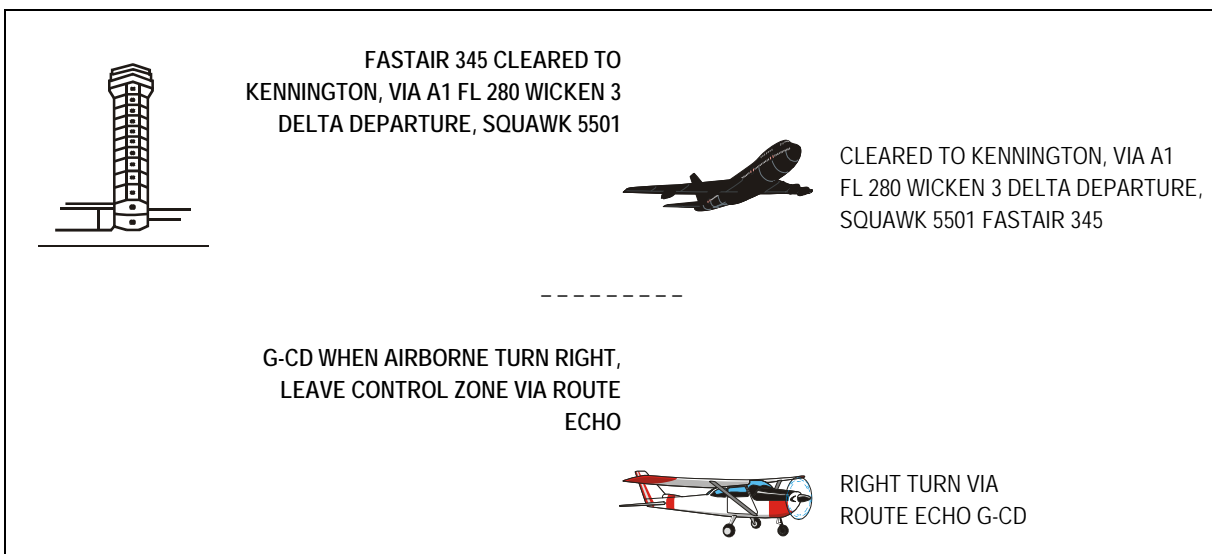 FASTAIR 345 CLEARED TO
KENNINGTON, VIA A1 FL 280 WICKEN 3
DELTA DEPARTURE, SQUAWK 5501
CLEARED TO KENNINGTON, VIA A1
FL 280 WICKEN 3 DELTA DEPARTURE,
SQUAWK 5501 FASTAIR 345
G-CD WHEN AIRBORNE TURN RIGHT,
LEAVE CONTROL ZONE VIA ROUTE
ECHO
RIGHT TURN VIA
ROUTE ECHO G-CD